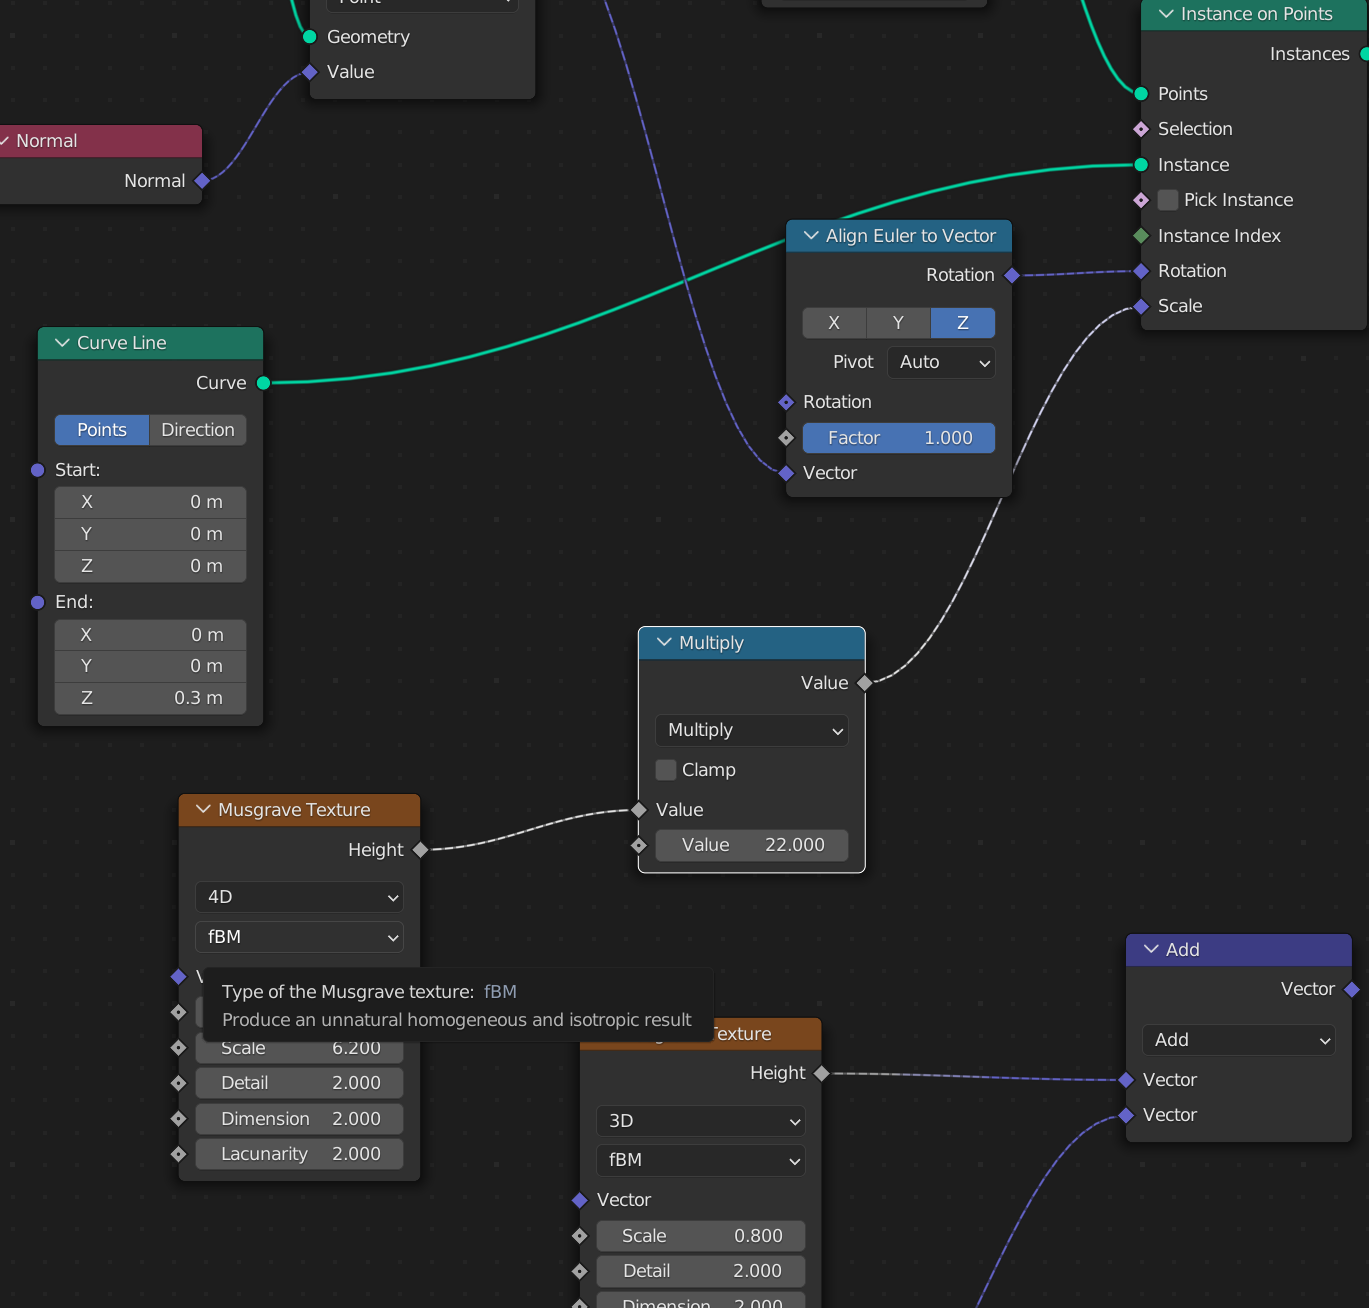 Point
Geometry
Value
Normal
Normal
Instance on Points
Instances
Points
Selection
Instance
Pick Instance
Instance Index
Rotation
Scale
Align Euler to Vector
Rotation
X Y Z
Pivot Auto
Rotation
Factor 1.000
Vector
Curve Line
Curve
Points Direction
Start:
X 0 m
Y 0 m
Z 0 m
End:
X 0 m
Y 0 m
Z 0.3 m
Multiply
Value
Multiply
Clamp
Value
Value 22.000
Musgrave Texture
Height
4D
fBM
Type of the Musgrave texture: fBM
Produce an unnatural homogeneous and isotropic result
Scale 6.200
Detail 2.000
Dimension 2.000
Lacunarity 2.000
Texture
Height
3D
fBM
Vector
Scale 0.800
Detail 2.000
Dimension 2.000
Add
Vector
Add
Vector
Vector